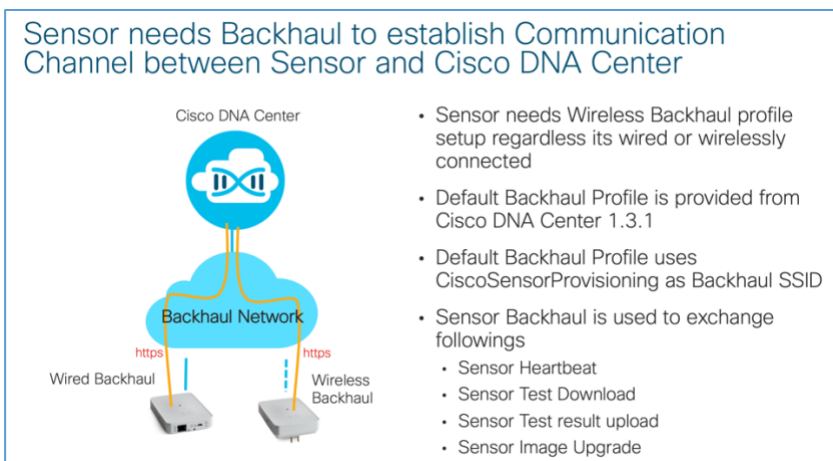 Sensor needs Backhaul to establish Communication
Channel between Sensor and Cisco DNA Center
Cisco DNA Center
Backhaul Network
https
https
Wired Backhaul
Wireless
Backhaul
• Sensor needs Wireless Backhaul profile
setup regardless its wired or wirelessly
connected
• Default Backhaul Profile is provided from
Cisco DNA Center 1.3.1
• Default Backhaul Profile uses
CiscoSensorProvisioning as Backhaul SSID
• Sensor Backhaul is used to exchange
followings
• Sensor Heartbeat
• Sensor Test Download
• Sensor Test result upload
• Sensor Image Upgrade